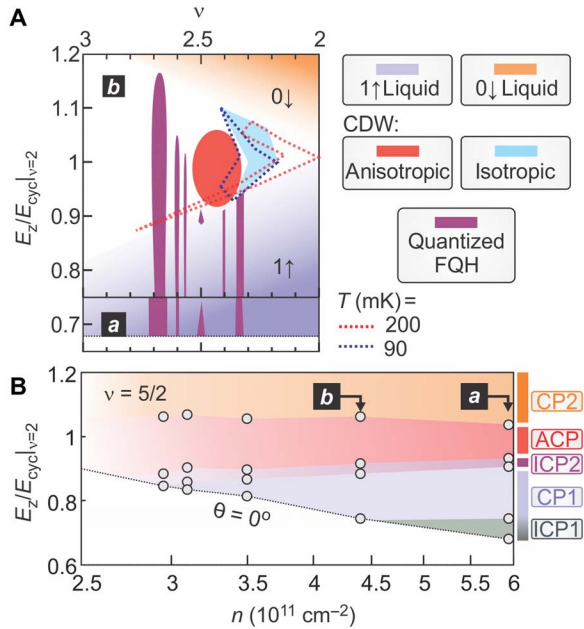 A
ν
3
2.5
2
1.2
1.1
1.0
0.9
0.8
0.7
E_z/E_cyc|_ν=2
b
0↓
1↑
a
1↑Liquid
0↓ Liquid
CDW:
Anisotropic
Isotropic
Quantized
FQH
T (mK) =
200
90
B
1.2
1
0.8
0.6
E_z/E_cyc|_ν=2
ν = 5/2
b
a
θ = 0°
CP2
ACP
ICP2
CP1
ICP1
2.5
3
3.5
4
4.5
5
5.5
6
n (10¹¹ cm⁻²)